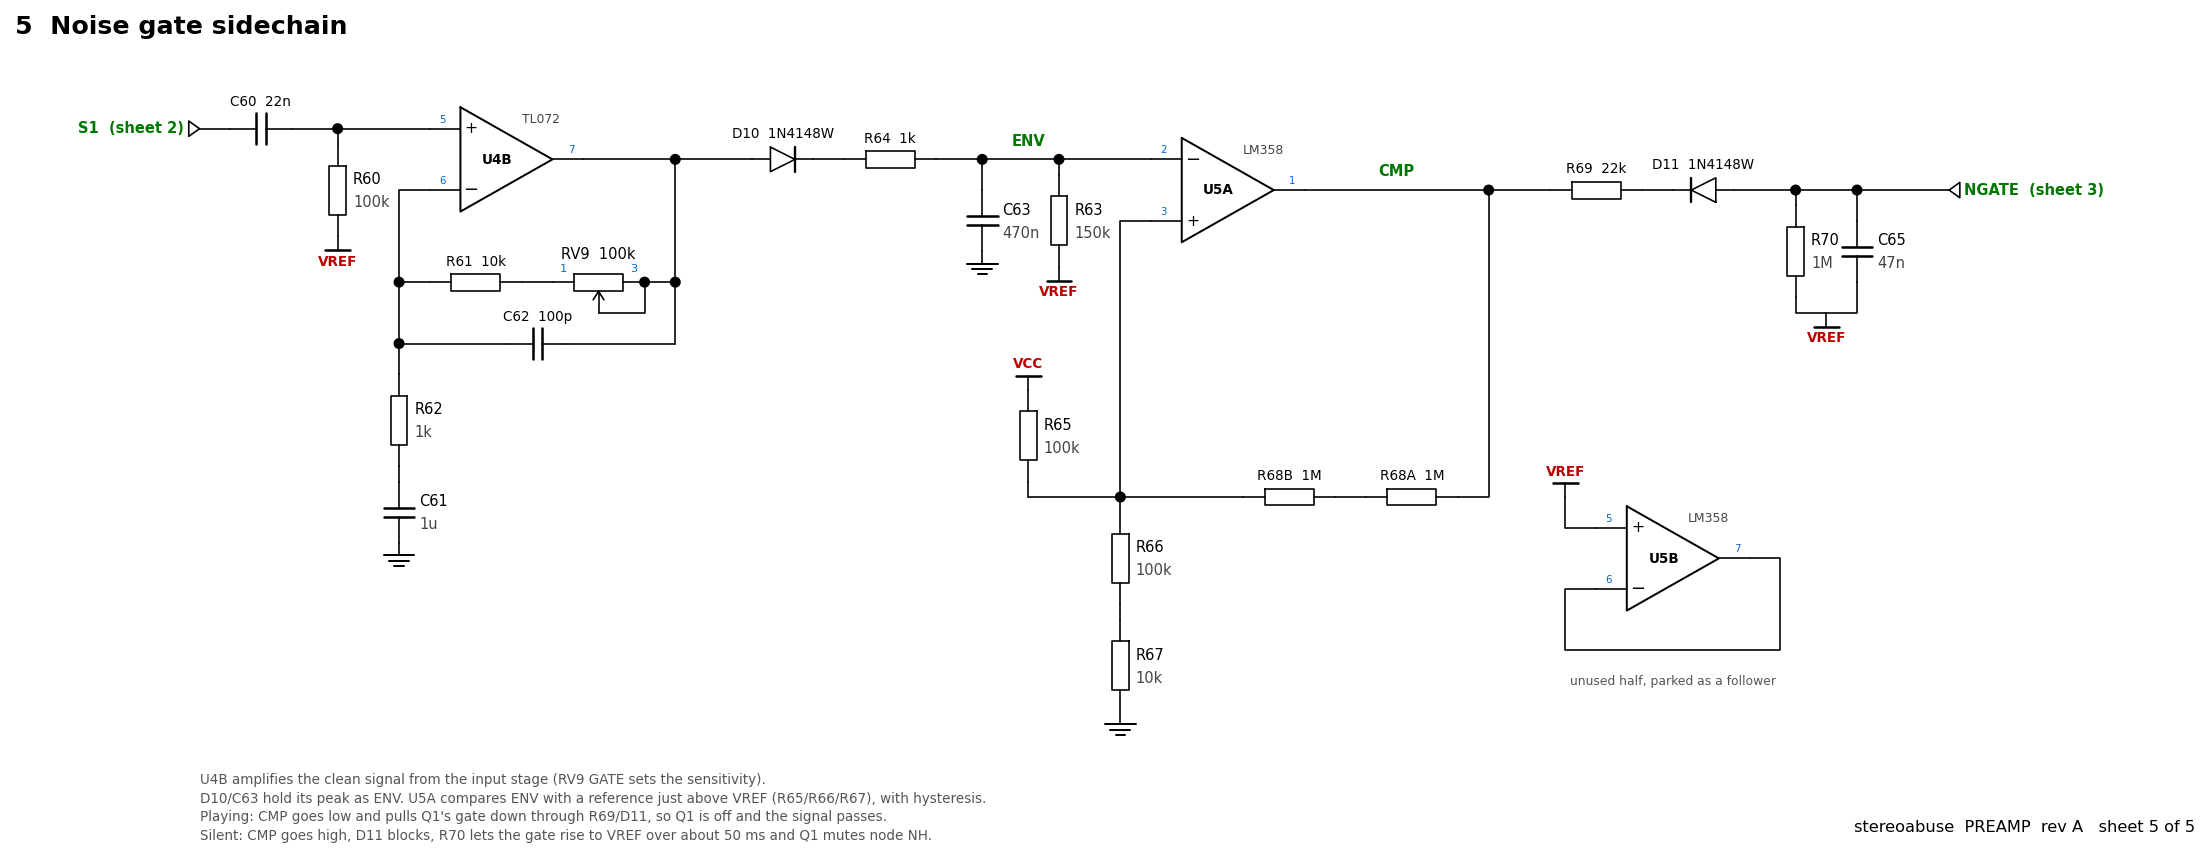 5  Noise gate sidechain
S1  (sheet 2)
C60  22n
R60
100k
VREF
5
+
TL072
U4B
7
6
−
R61  10k
RV9  100k
1
3
C62  100p
R62
1k
C61
1u
D10  1N4148W
R64  1k
ENV
C63
470n
R63
150k
VREF
2
−
LM358
U5A
1
3
+
CMP
R69  22k
D11  1N4148W
NGATE  (sheet 3)
R70
1M
C65
47n
VREF
VCC
R65
100k
R68B  1M
R68A  1M
R66
100k
R67
10k
VREF
5
+
LM358
U5B
7
6
−
unused half, parked as a follower
U4B amplifies the clean signal from the input stage (RV9 GATE sets the sensitivity).
D10/C63 hold its peak as ENV. U5A compares ENV with a reference just above VREF (R65/R66/R67), with hysteresis.
Playing: CMP goes low and pulls Q1's gate down through R69/D11, so Q1 is off and the signal passes.
Silent: CMP goes high, D11 blocks, R70 lets the gate rise to VREF over about 50 ms and Q1 mutes node NH.
stereoabuse  PREAMP  rev A   sheet 5 of 5